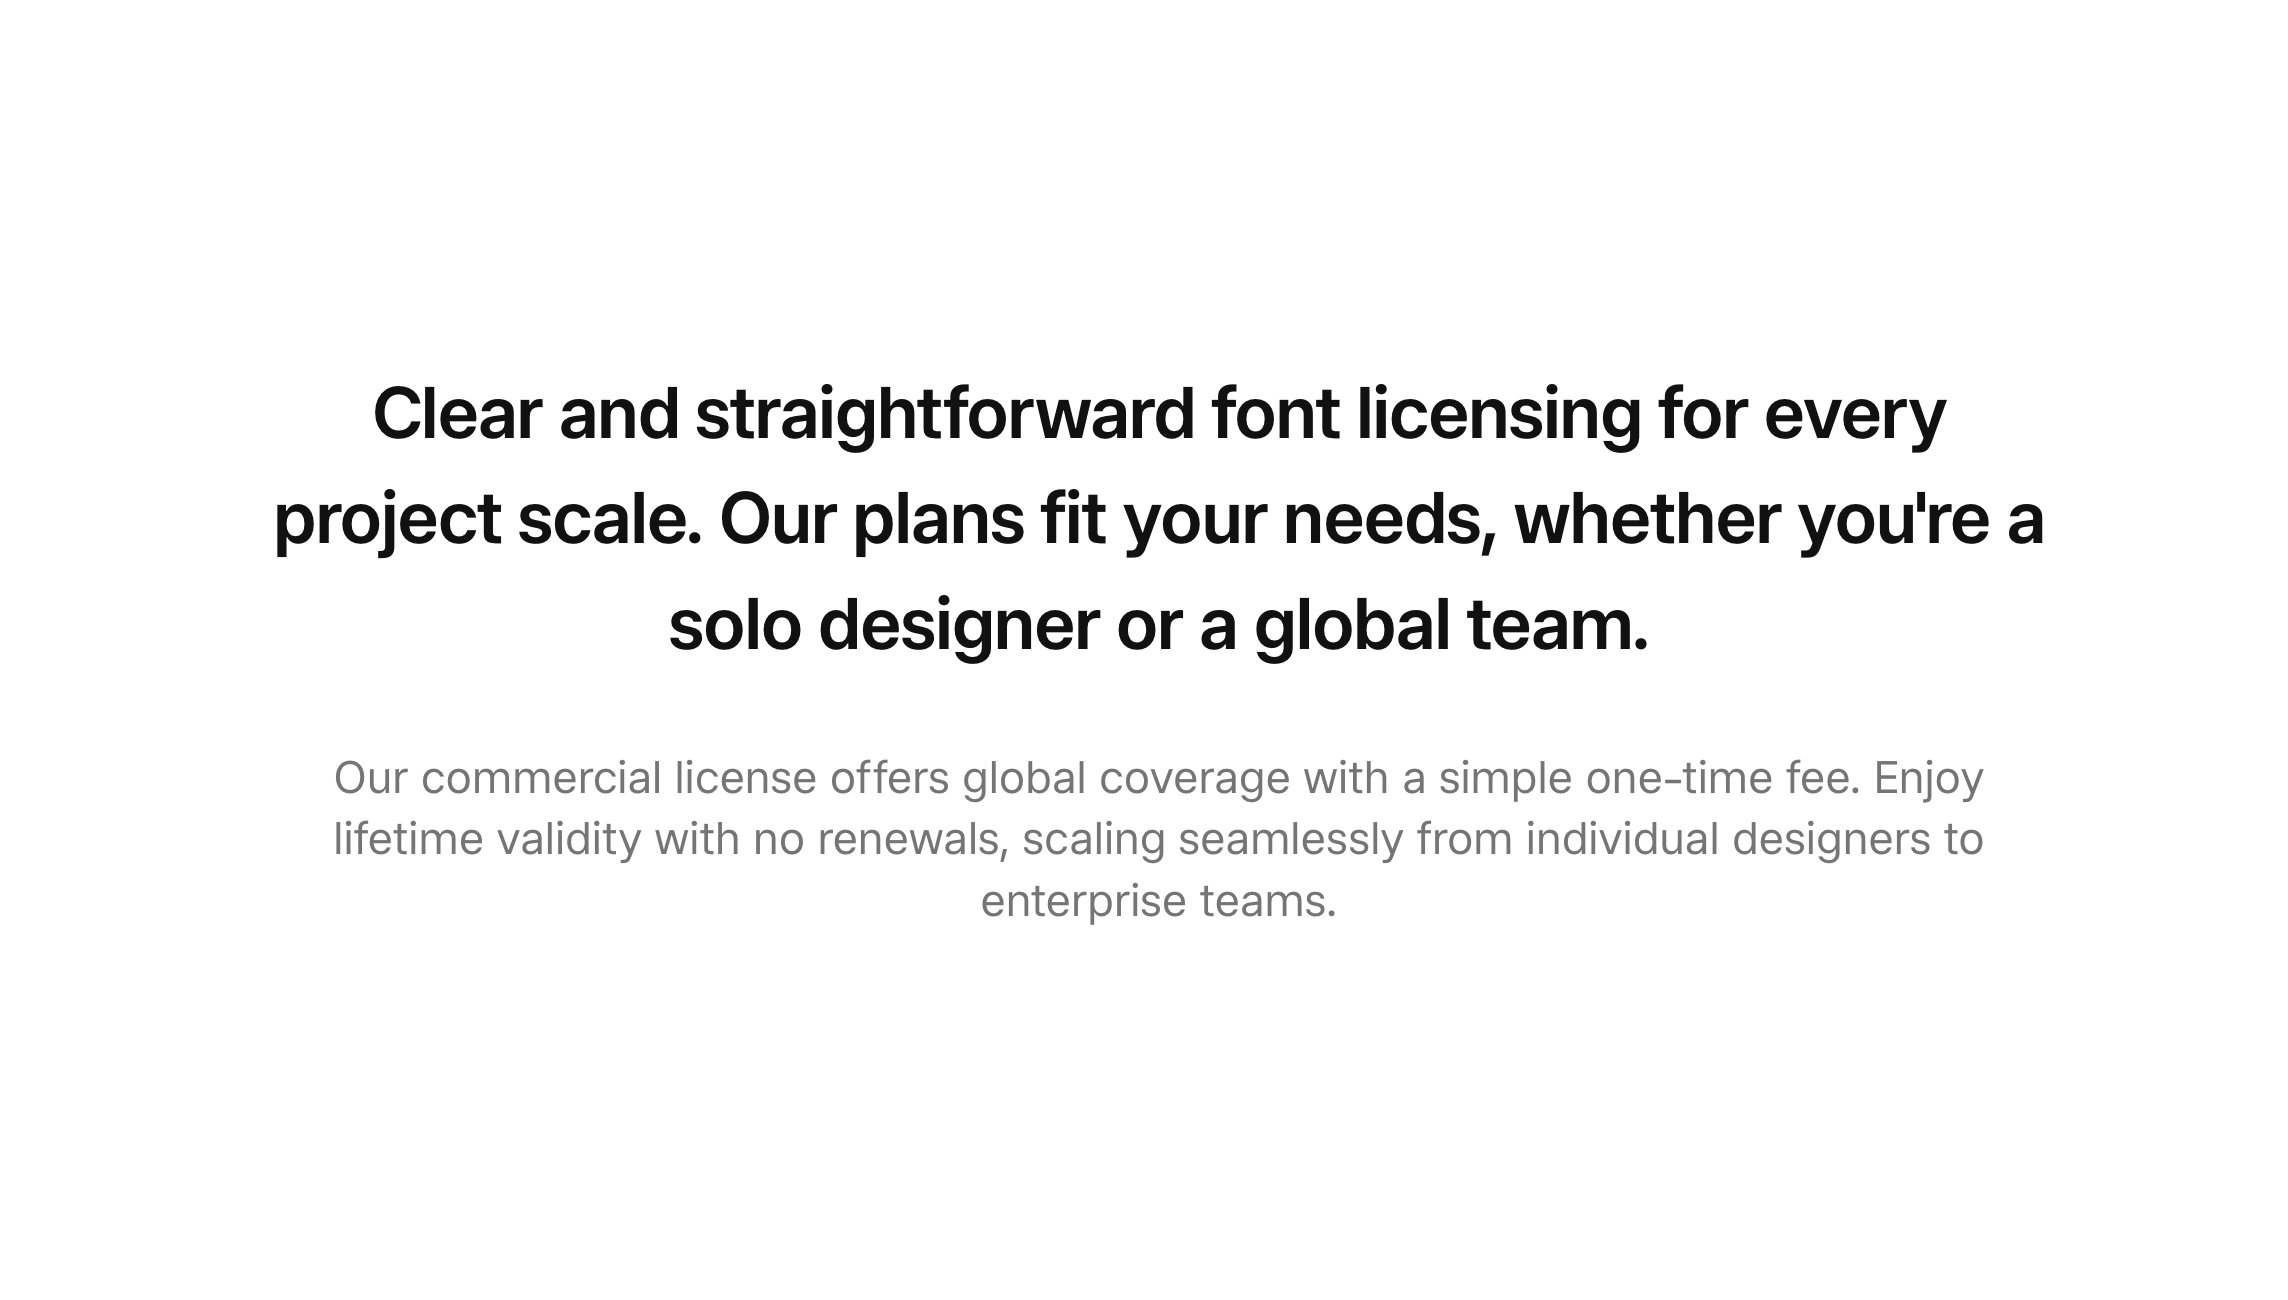 Clear and straightforward font licensing for every
project scale. Our plans fit your needs, whether you're a
solo designer or a global team.
Our commercial license offers global coverage with a simple one-time fee. Enjoy
lifetime validity with no renewals, scaling seamlessly from individual designers to
enterprise teams.